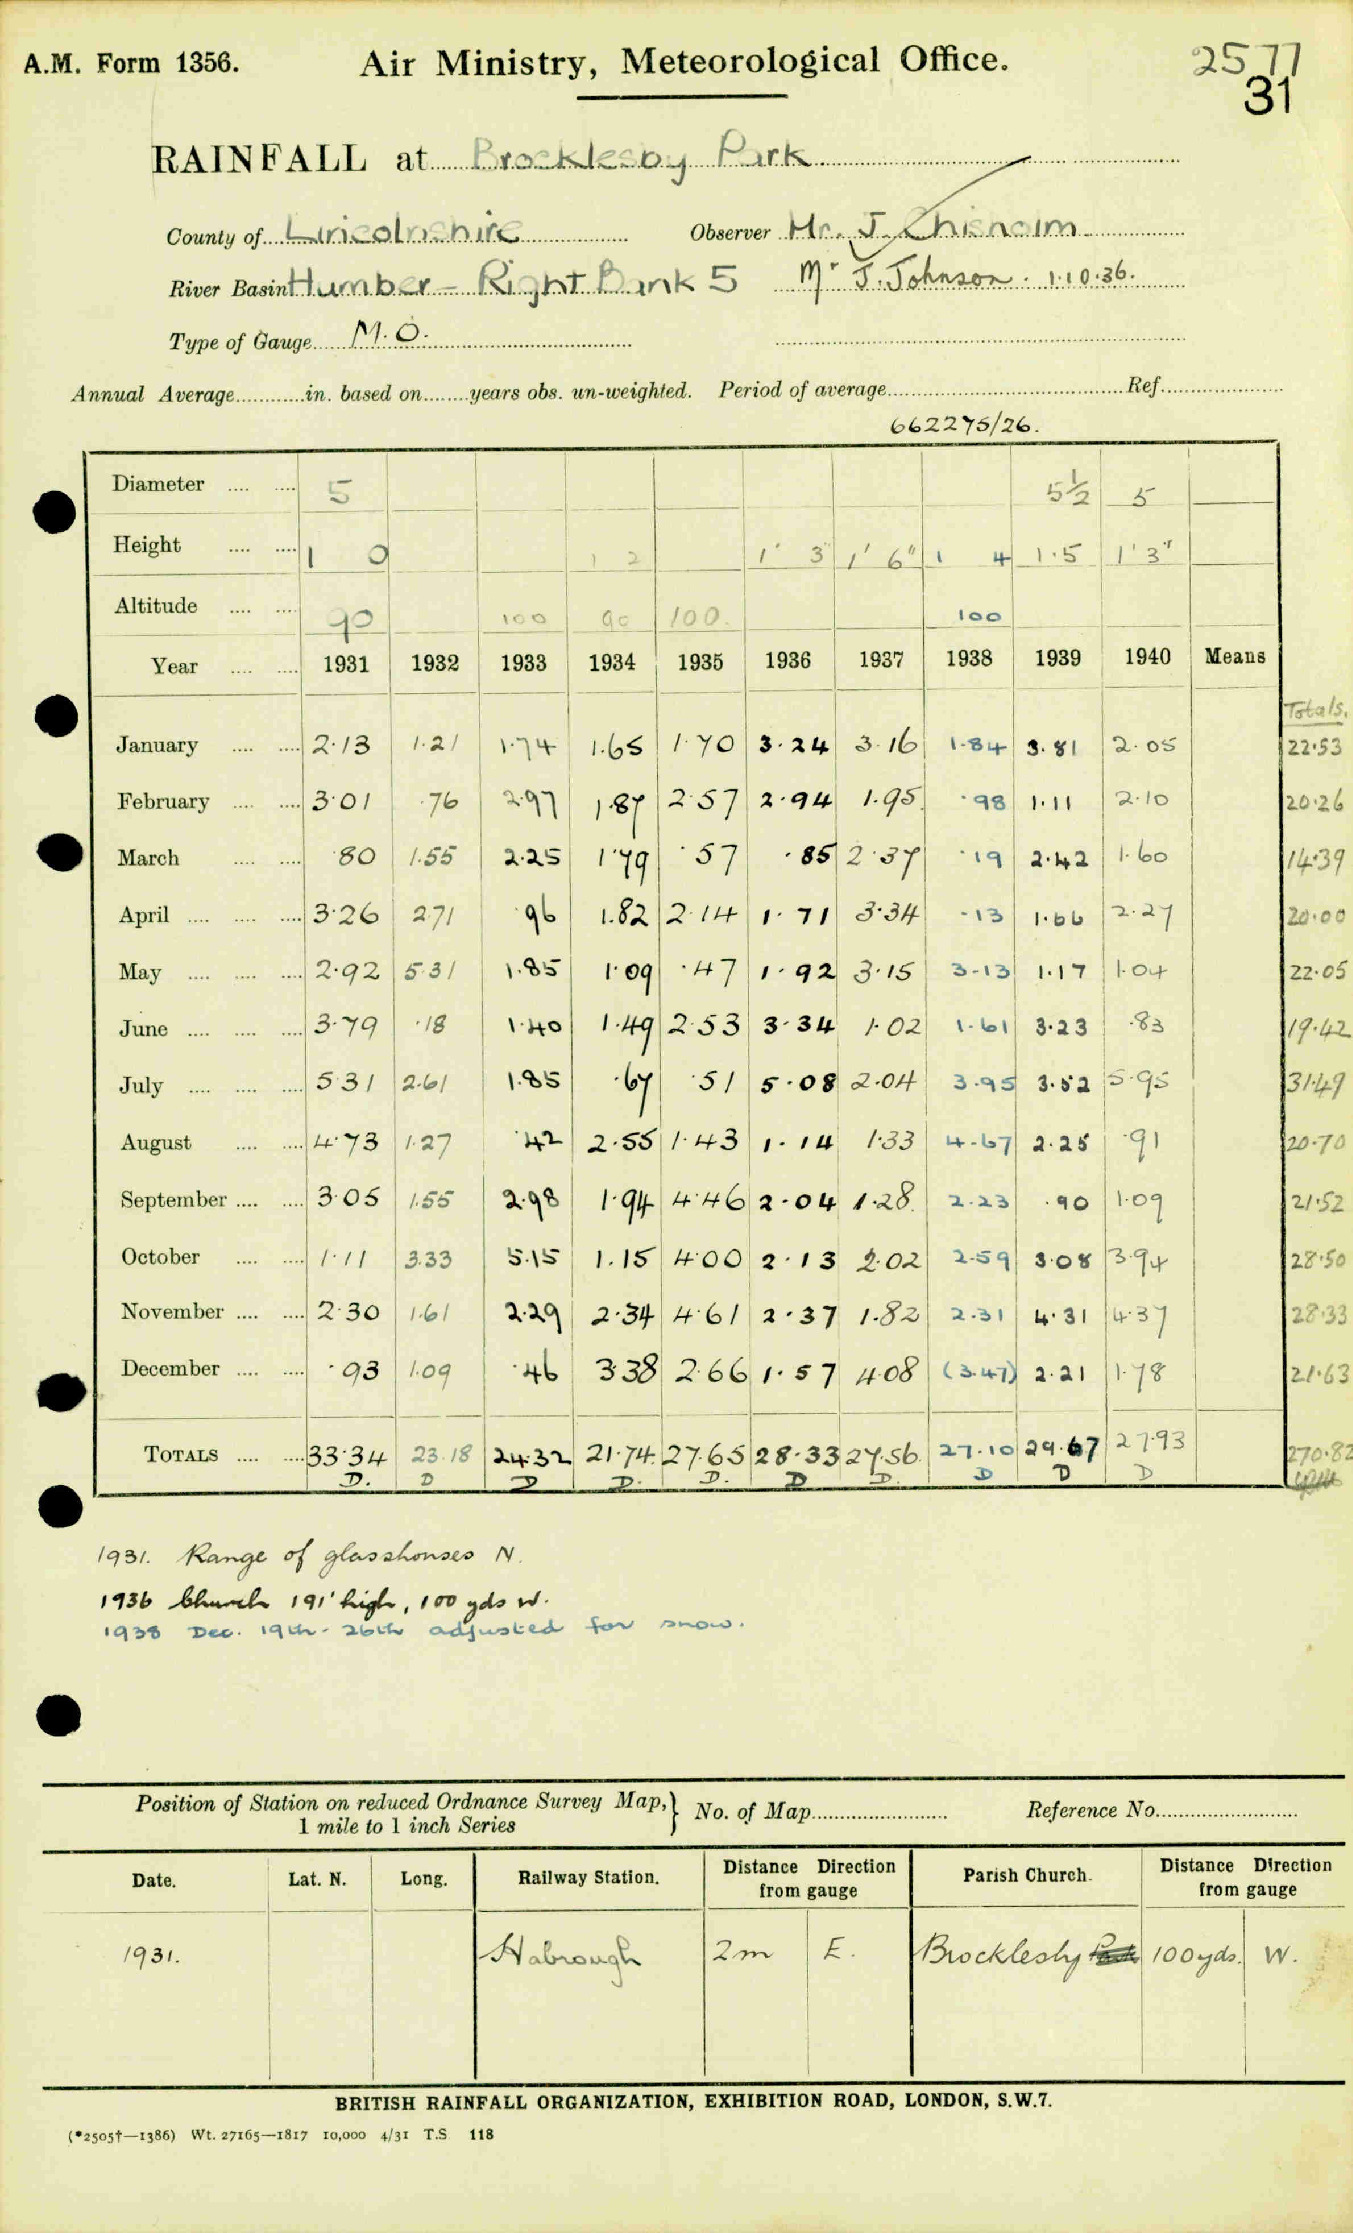 A.M. Form 1356. Air Ministry, Meteorological Office. 2577
31
RAINFALL at Brocklesby Park
County of Lincolnshire Observer Mr. J. Chisholm
River Basin Humber - Right Bank 5 Mr J. Johnson. 1.10.36.
Type of Gauge M.O.
Annual Average in. based on years obs. un-weighted. Period of average Ref.
662275/26.
Diameter 5 5½ 5
Height 1 0 1 2 1' 3" 1' 6" 1 4 1.5 1' 3"
Altitude 90 100 90 100. 100
Year 1931 1932 1933 1934 1935 1936 1937 1938 1939 1940 Means
Totals.
January 2.13 1.21 1.74 1.65 1.70 3.24 3.16 1.84 3.81 2.05 22.53
February 3.01 .76 2.97 1.87 2.57 2.94 1.95 .98 1.11 2.10 20.26
March .80 1.55 2.25 1.79 .57 .85 2.37 .19 2.42 1.60 14.39
April 3.26 2.71 .96 1.82 2.14 1.71 3.34 .13 1.66 2.27 20.00
May 2.92 5.31 1.85 1.09 .47 1.92 3.15 3.13 1.17 1.04 22.05
June 3.79 .18 1.40 1.49 2.53 3.34 1.02 1.61 3.23 .83 19.42
July 5.31 2.61 1.85 .67 .51 5.08 2.04 3.95 3.52 5.95 31.49
August 4.73 1.27 .42 2.55 1.43 1.14 1.33 4.67 2.25 .91 20.70
September 3.05 1.55 2.98 1.94 4.46 2.04 1.28 2.23 .90 1.09 21.52
October 1.11 3.33 5.15 1.15 4.00 2.13 2.02 2.59 3.08 3.94 28.50
November 2.30 1.61 2.29 2.34 4.61 2.37 1.82 2.31 4.31 4.37 28.33
December .93 1.09 .46 3.38 2.66 1.57 4.08 (3.47) 2.21 1.78 21.63
TOTALS 33.34 23.18 24.32 21.74 27.65 28.33 27.56 27.10 29.67 27.93 270.82
D. D D D. D. D D. D D D
1931. Range of glasshouses N.
1936 Church 191' high, 100 yds W.
1938 Dec. 19th - 26th adjusted for snow.
Position of Station on reduced Ordnance Survey Map, } No. of Map Reference No.
1 mile to 1 inch Series
Date. Lat. N. Long. Railway Station. Distance Direction from gauge Parish Church. Distance Direction from gauge
1931. Habrough 2m E. Brocklesby Park 100 yds. W.
BRITISH RAINFALL ORGANIZATION, EXHIBITION ROAD, LONDON, S.W.7.
(*2505†—1386) Wt. 27165—1817 10,000 4/31 T.S. 118